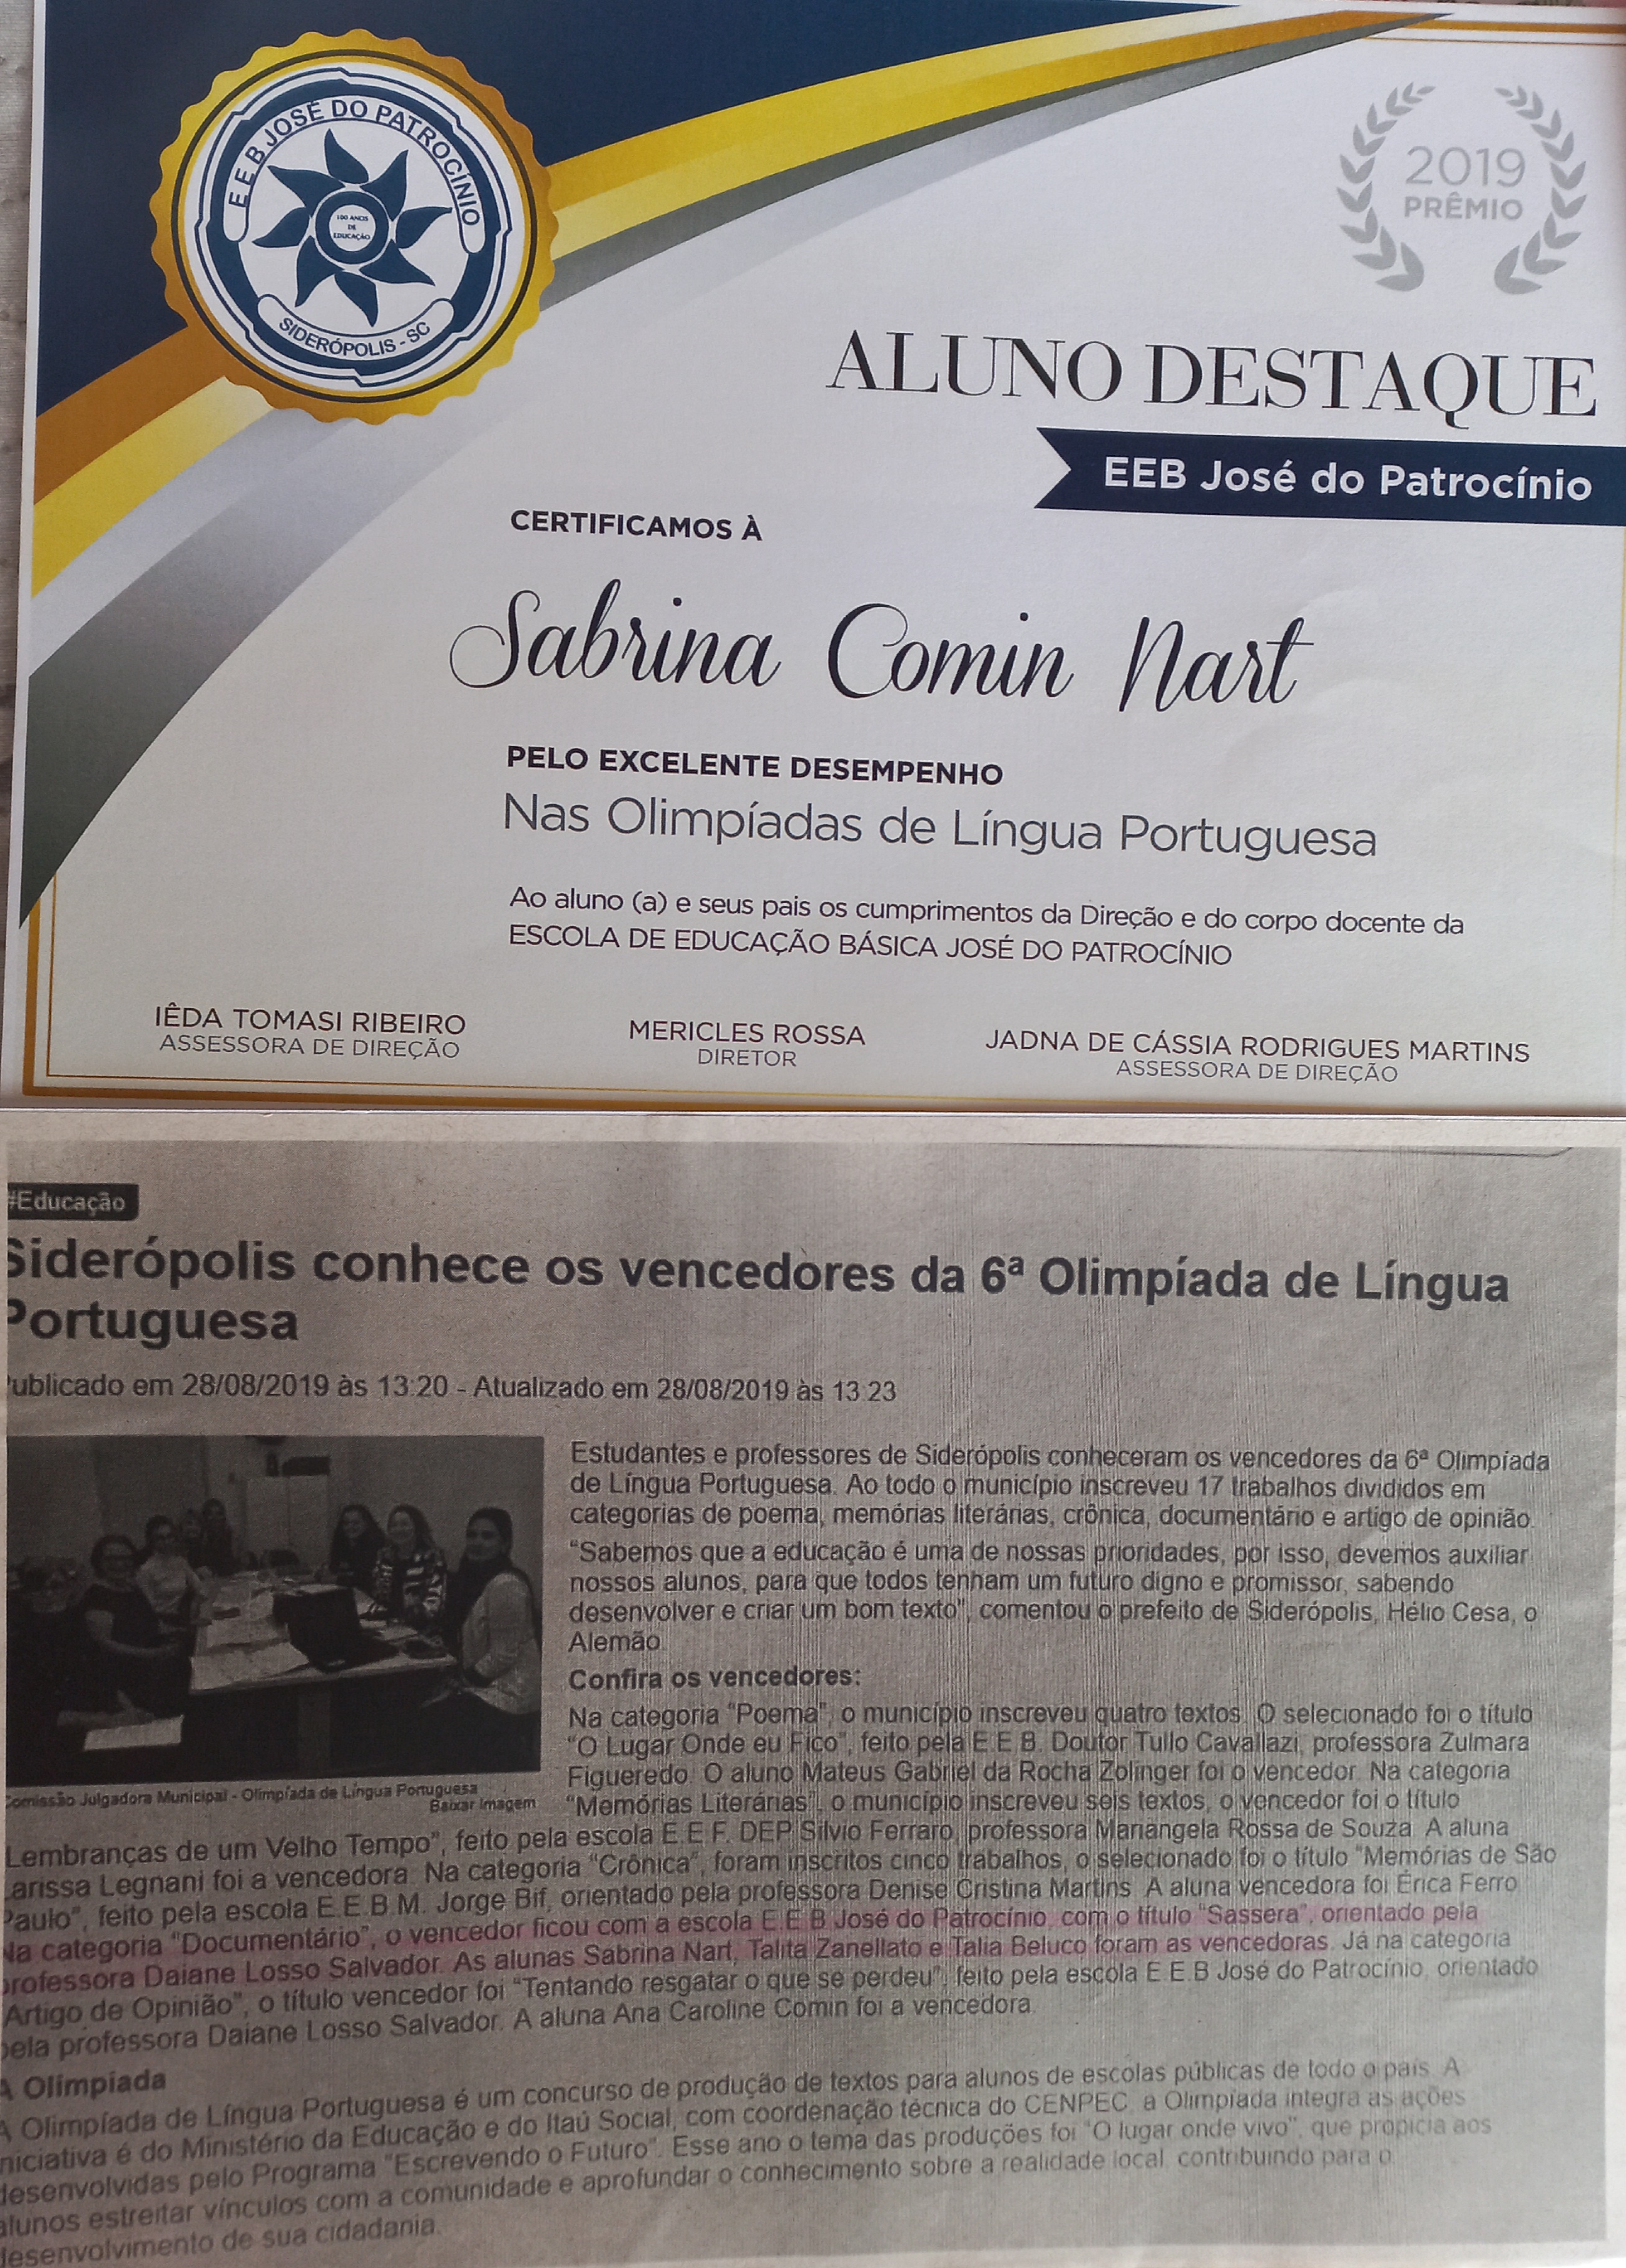 E E B JOSÉ DO PATROCÍNIO
100 ANOS
DE
EDUCAÇÃO
SIDERÓPOLIS - SC
2019
PRÊMIO
ALUNO DESTAQUE
EEB José do Patrocínio
CERTIFICAMOS À
Sabrina Comin Nart
PELO EXCELENTE DESEMPENHO
Nas Olimpíadas de Língua Portuguesa
Ao aluno (a) e seus pais os cumprimentos da Direção e do corpo docente da
ESCOLA DE EDUCAÇÃO BÁSICA JOSÉ DO PATROCÍNIO
IÊDA TOMASI RIBEIRO
ASSESSORA DE DIREÇÃO
MERICLES ROSSA
DIRETOR
JADNA DE CÁSSIA RODRIGUES MARTINS
ASSESSORA DE DIREÇÃO
#Educação
Siderópolis conhece os vencedores da 6ª Olimpíada de Língua
Portuguesa
Publicado em 28/08/2019 às 13:20 - Atualizado em 28/08/2019 às 13:23
Estudantes e professores de Siderópolis conheceram os vencedores da 6ª Olimpíada
de Língua Portuguesa. Ao todo o município inscreveu 17 trabalhos divididos em
categorias de poema, memórias literárias, crônica, documentário e artigo de opinião.
“Sabemos que a educação é uma de nossas prioridades, por isso, devemos auxiliar
nossos alunos, para que todos tenham um futuro digno e promissor, sabendo
desenvolver e criar um bom texto”, comentou o prefeito de Siderópolis, Hélio Cesa, o
Alemão.
Confira os vencedores:
Na categoria “Poema”, o município inscreveu quatro textos. O selecionado foi o título
“O Lugar Onde eu Fico”, feito pela E.E.B. Doutor Tullo Cavallazi, professora Zulmara
Figueredo. O aluno Mateus Gabriel da Rocha Zolinger foi o vencedor. Na categoria
Comissão Julgadora Municipal - Olimpíada de Língua Portuguesa
Baixar Imagem
“Memórias Literárias”, o município inscreveu seis textos, o vencedor foi o título
Lembranças de um Velho Tempo”, feito pela escola E.E.F. DEP Silvio Ferraro, professora Mariangela Rossa de Souza. A aluna
Larissa Legnani foi a vencedora. Na categoria “Crônica”, foram inscritos cinco trabalhos, o selecionado foi o título “Memórias de São
Paulo”, feito pela escola E.E.B.M. Jorge Bif, orientado pela professora Denise Cristina Martins. A aluna vencedora foi Érica Ferro
Na categoria “Documentário”, o vencedor ficou com a escola E.E.B José do Patrocínio, com o título “Sassera”, orientado pela
professora Daiane Losso Salvador. As alunas Sabrina Nart, Talita Zanellato e Talia Beluco foram as vencedoras. Já na categoria
“Artigo de Opinião”, o título vencedor foi “Tentando resgatar o que se perdeu”, feito pela escola E.E.B José do Patrocínio, orientado
pela professora Daiane Losso Salvador. A aluna Ana Caroline Comin foi a vencedora.
A Olimpíada
A Olimpíada de Língua Portuguesa é um concurso de produção de textos para alunos de escolas públicas de todo o país. A
iniciativa é do Ministério da Educação e do Itaú Social, com coordenação técnica do CENPEC, a Olimpíada integra as ações
desenvolvidas pelo Programa “Escrevendo o Futuro”. Esse ano o tema das produções foi “O lugar onde vivo”, que propicia aos
alunos estreitar vínculos com a comunidade e aprofundar o conhecimento sobre a realidade local, contribuindo para o
desenvolvimento de sua cidadania.